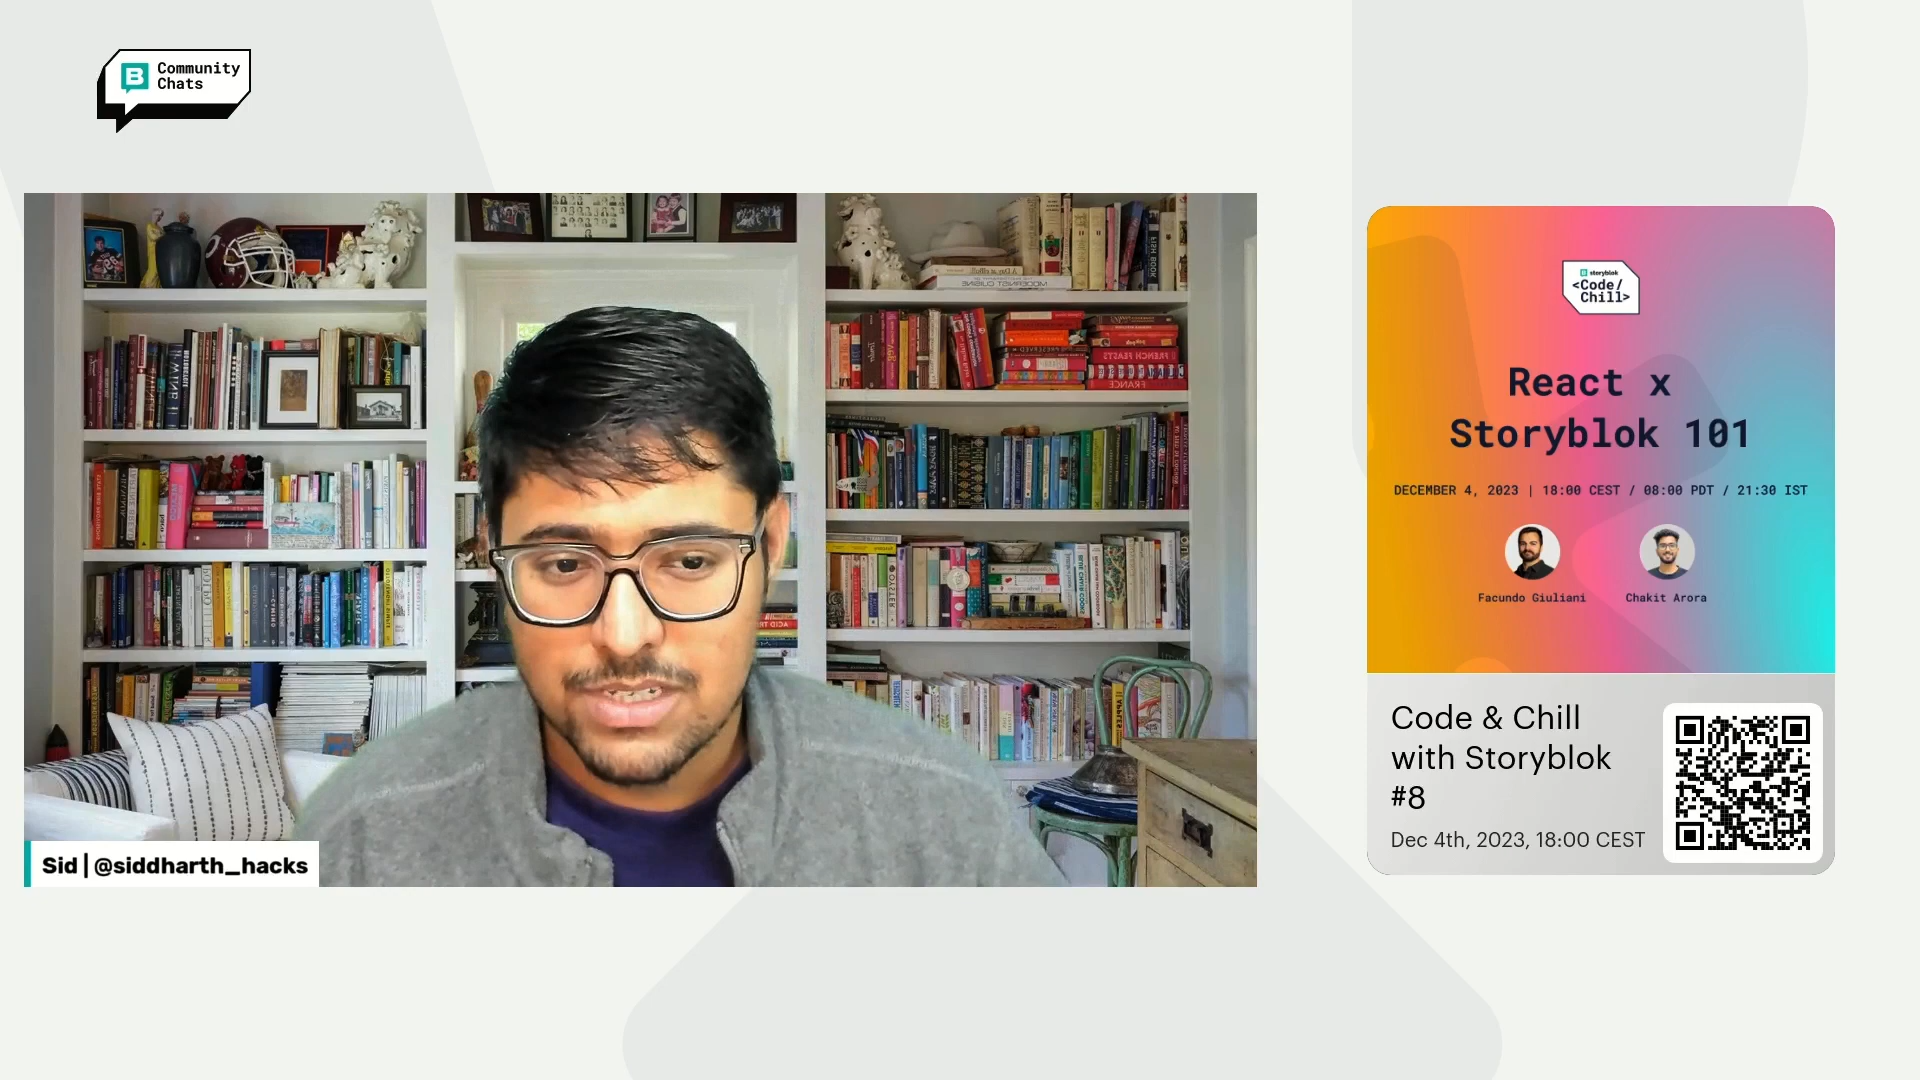 Community
Chats
Sid | @siddharth_hacks
storyblok
<Code/
Chill>
React x
Storyblok 101
DECEMBER 4, 2023 | 18:00 CEST / 08:00 PDT / 21:30 IST
Facundo Giuliani
Chakit Arora
Code & Chill
with Storyblok
#8
Dec 4th, 2023, 18:00 CEST